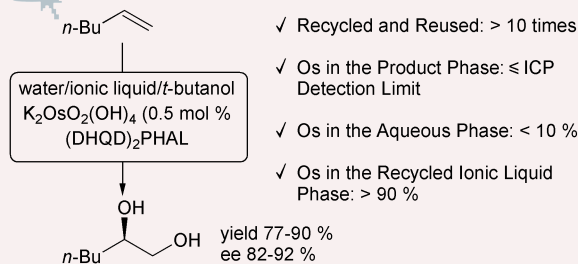 n-Bu
water/ionic liquid/t-butanol
K₂OsO₂(OH)₄ (0.5 mol %
(DHQD)₂PHAL
OH
OH
n-Bu
yield 77-90 %
ee 82-92 %
✓ Recycled and Reused: > 10 times
✓ Os in the Product Phase: ⩽ ICP
Detection Limit
✓ Os in the Aqueous Phase: < 10 %
✓ Os in the Recycled Ionic Liquid
Phase: > 90 %